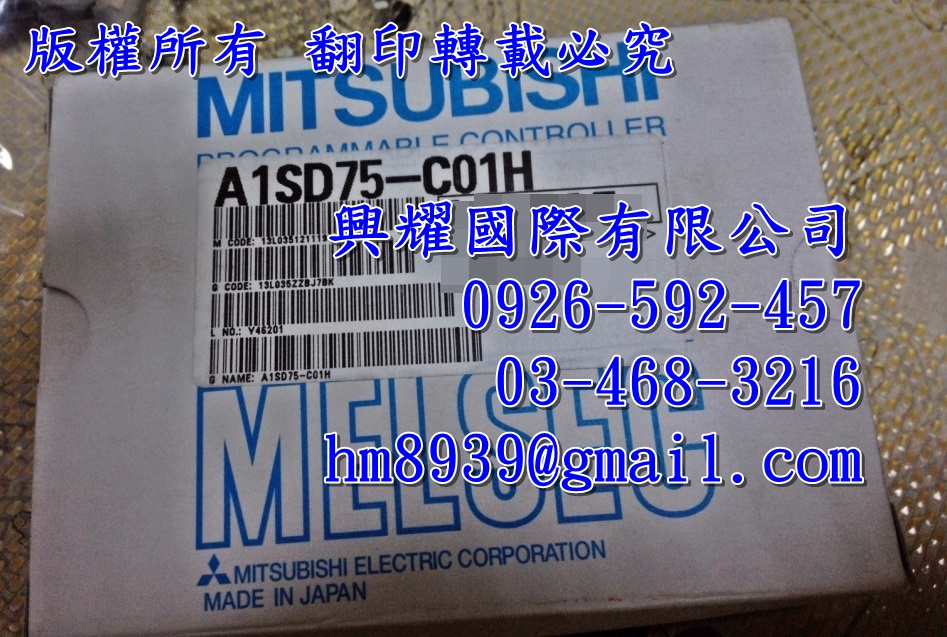 版權所有 翻印轉載必究
MITSUBISHI
PROGRAMMABLE CONTROLLER
A1SD75-C01H
M CODE: 13L0351211
興耀國際有限公司
G CODE: 13L035ZZBJ7BK
0926-592-457
L NO.: Y46201
03-468-3216
G NAME: A1SD75-C01H
MELSEC
hm8939@gmail.com
MITSUBISHI ELECTRIC CORPORATION
MADE IN JAPAN